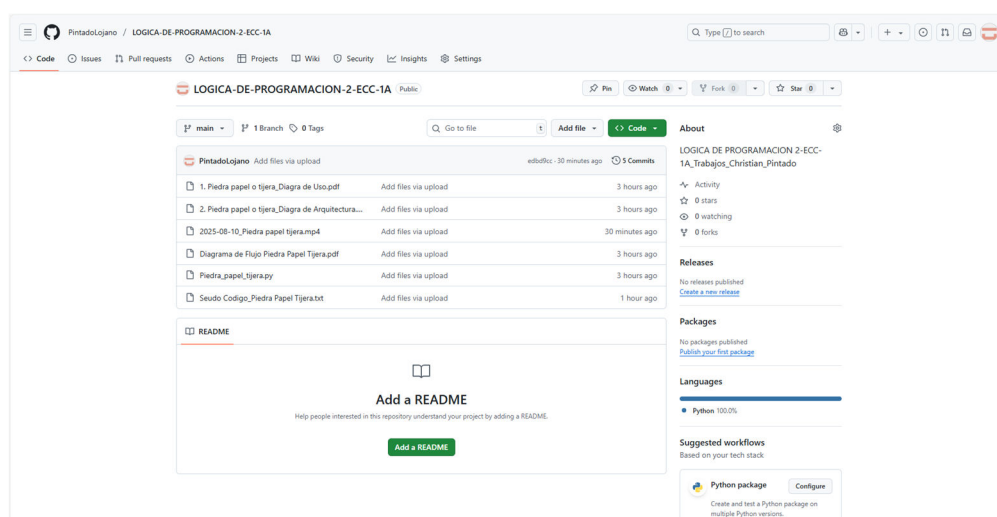 PintadoLojano / LOGICA-DE-PROGRAMACION-2-ECC-1A
Type / to search
Code Issues Pull requests Actions Projects Wiki Security Insights Settings
LOGICA-DE-PROGRAMACION-2-ECC-1A Public
Pin Watch 0 Fork 0 Star 0
main 1 Branch 0 Tags Go to file t Add file Code
PintadoLojano Add files via upload edbd9cc · 30 minutes ago 5 Commits
1. Piedra papel o tijera_Diagra de Uso.pdf Add files via upload 3 hours ago
2. Piedra papel o tijera_Diagra de Arquitectura.... Add files via upload 3 hours ago
2025-08-10_Piedra papel tijera.mp4 Add files via upload 30 minutes ago
Diagrama de Flujo Piedra Papel Tijera.pdf Add files via upload 3 hours ago
Piedra_papel_tijera.py Add files via upload 3 hours ago
Seudo Codigo_Piedra Papel Tijera.txt Add files via upload 1 hour ago
README
Add a README
Help people interested in this repository understand your project by adding a README.
Add a README
About
LOGICA DE PROGRAMACION 2-ECC-
1A_Trabajos_Christian_Pintado
Activity
0 stars
0 watching
0 forks
Releases
No releases published
Create a new release
Packages
No packages published
Publish your first package
Languages
Python 100.0%
Suggested workflows
Based on your tech stack
Python package Configure
Create and test a Python package on
multiple Python versions.